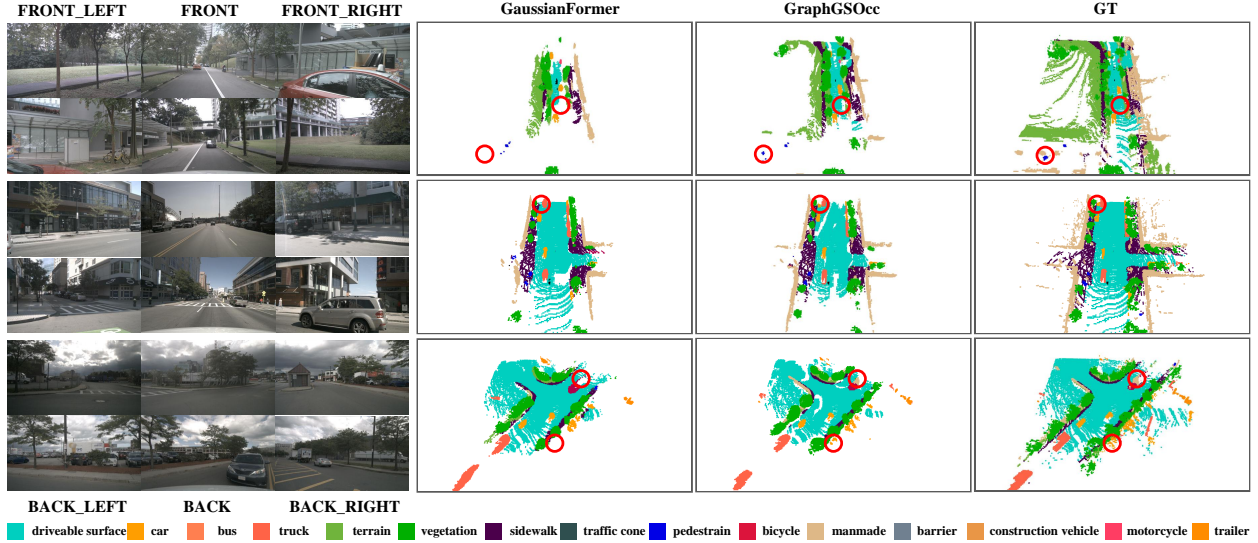 FRONT_LEFT FRONT FRONT_RIGHT GaussianFormer GraphGSOcc GT
BACK_LEFT BACK BACK_RIGHT
driveable surface car bus truck terrain vegetation sidewalk traffic cone pedestrain bicycle manmade barrier construction vehicle motorcycle trailer